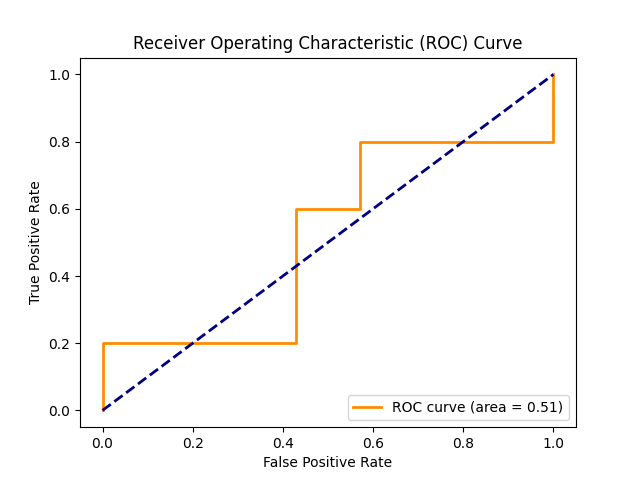 Receiver Operating Characteristic (ROC) Curve
1.0
0.8
0.6
0.4
0.2
0.0
True Positive Rate
ROC curve (area = 0.51)
0.0 0.2 0.4 0.6 0.8 1.0
False Positive Rate